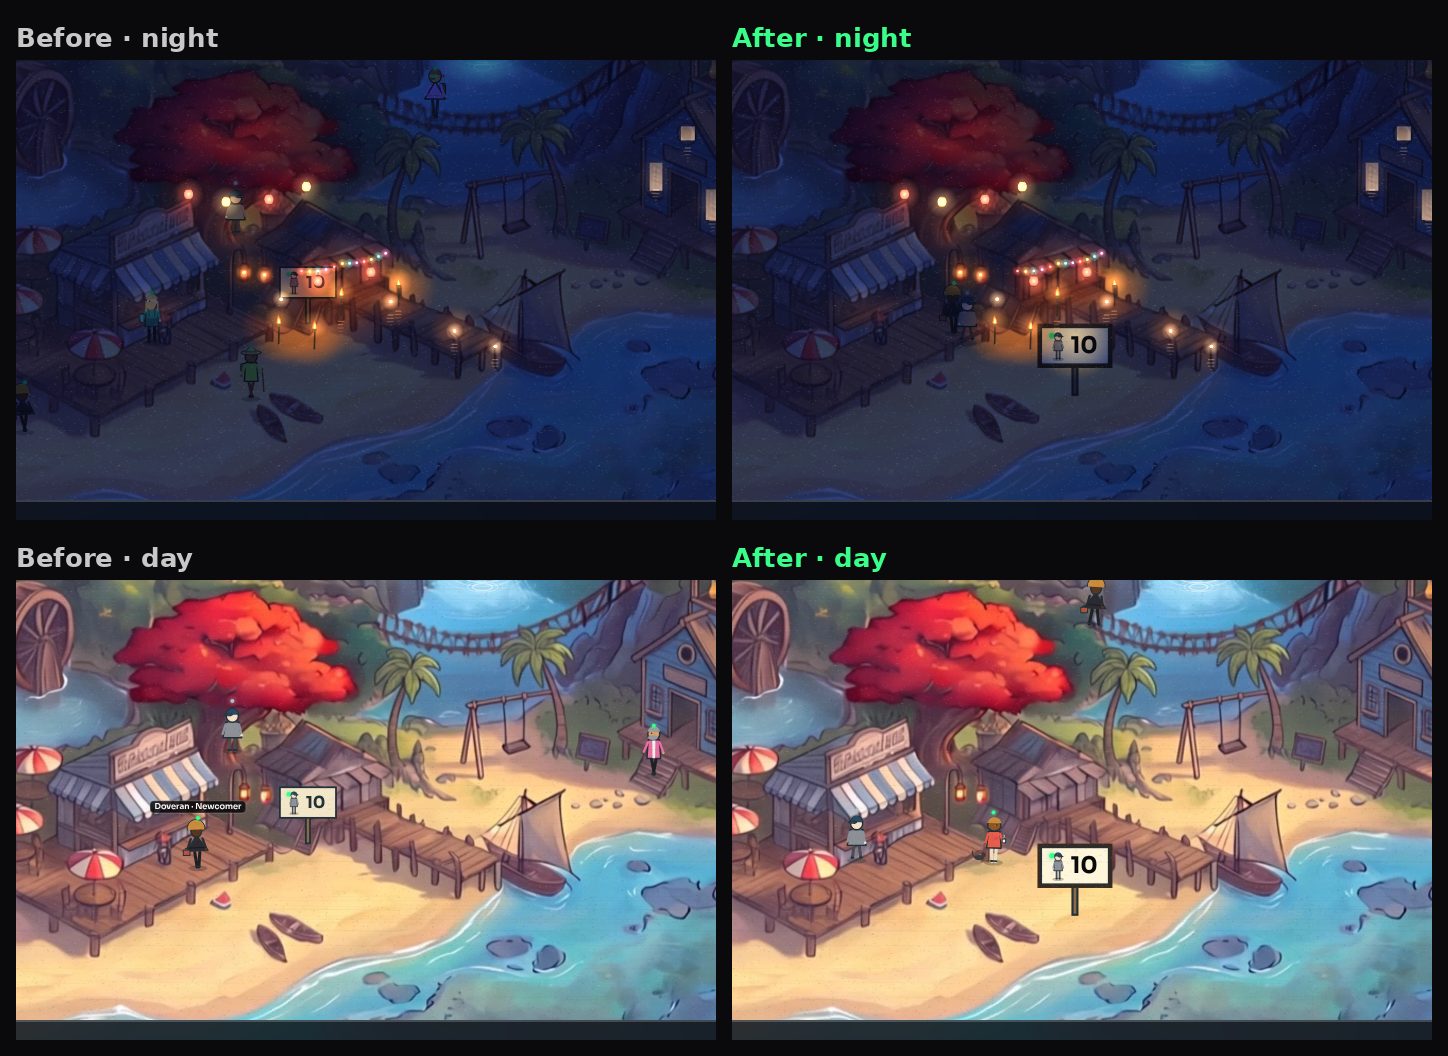 Before · night
After · night
10
10
Before · day
After · day
Doveran · Newcomer
10
10